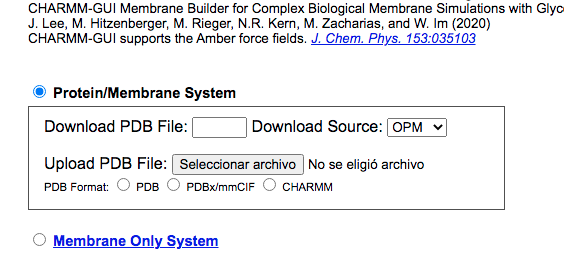 CHARMM-GUI Membrane Builder for Complex Biological Membrane Simulations with Glyc
J. Lee, M. Hitzenberger, M. Rieger, N.R. Kern, M. Zacharias, and W. Im (2020)
CHARMM-GUI supports the Amber force fields. J. Chem. Phys. 153:035103
Protein/Membrane System
Download PDB File: Download Source: OPM
Upload PDB File: Seleccionar archivo No se eligió archivo
PDB Format: PDB PDBx/mmCIF CHARMM
Membrane Only System